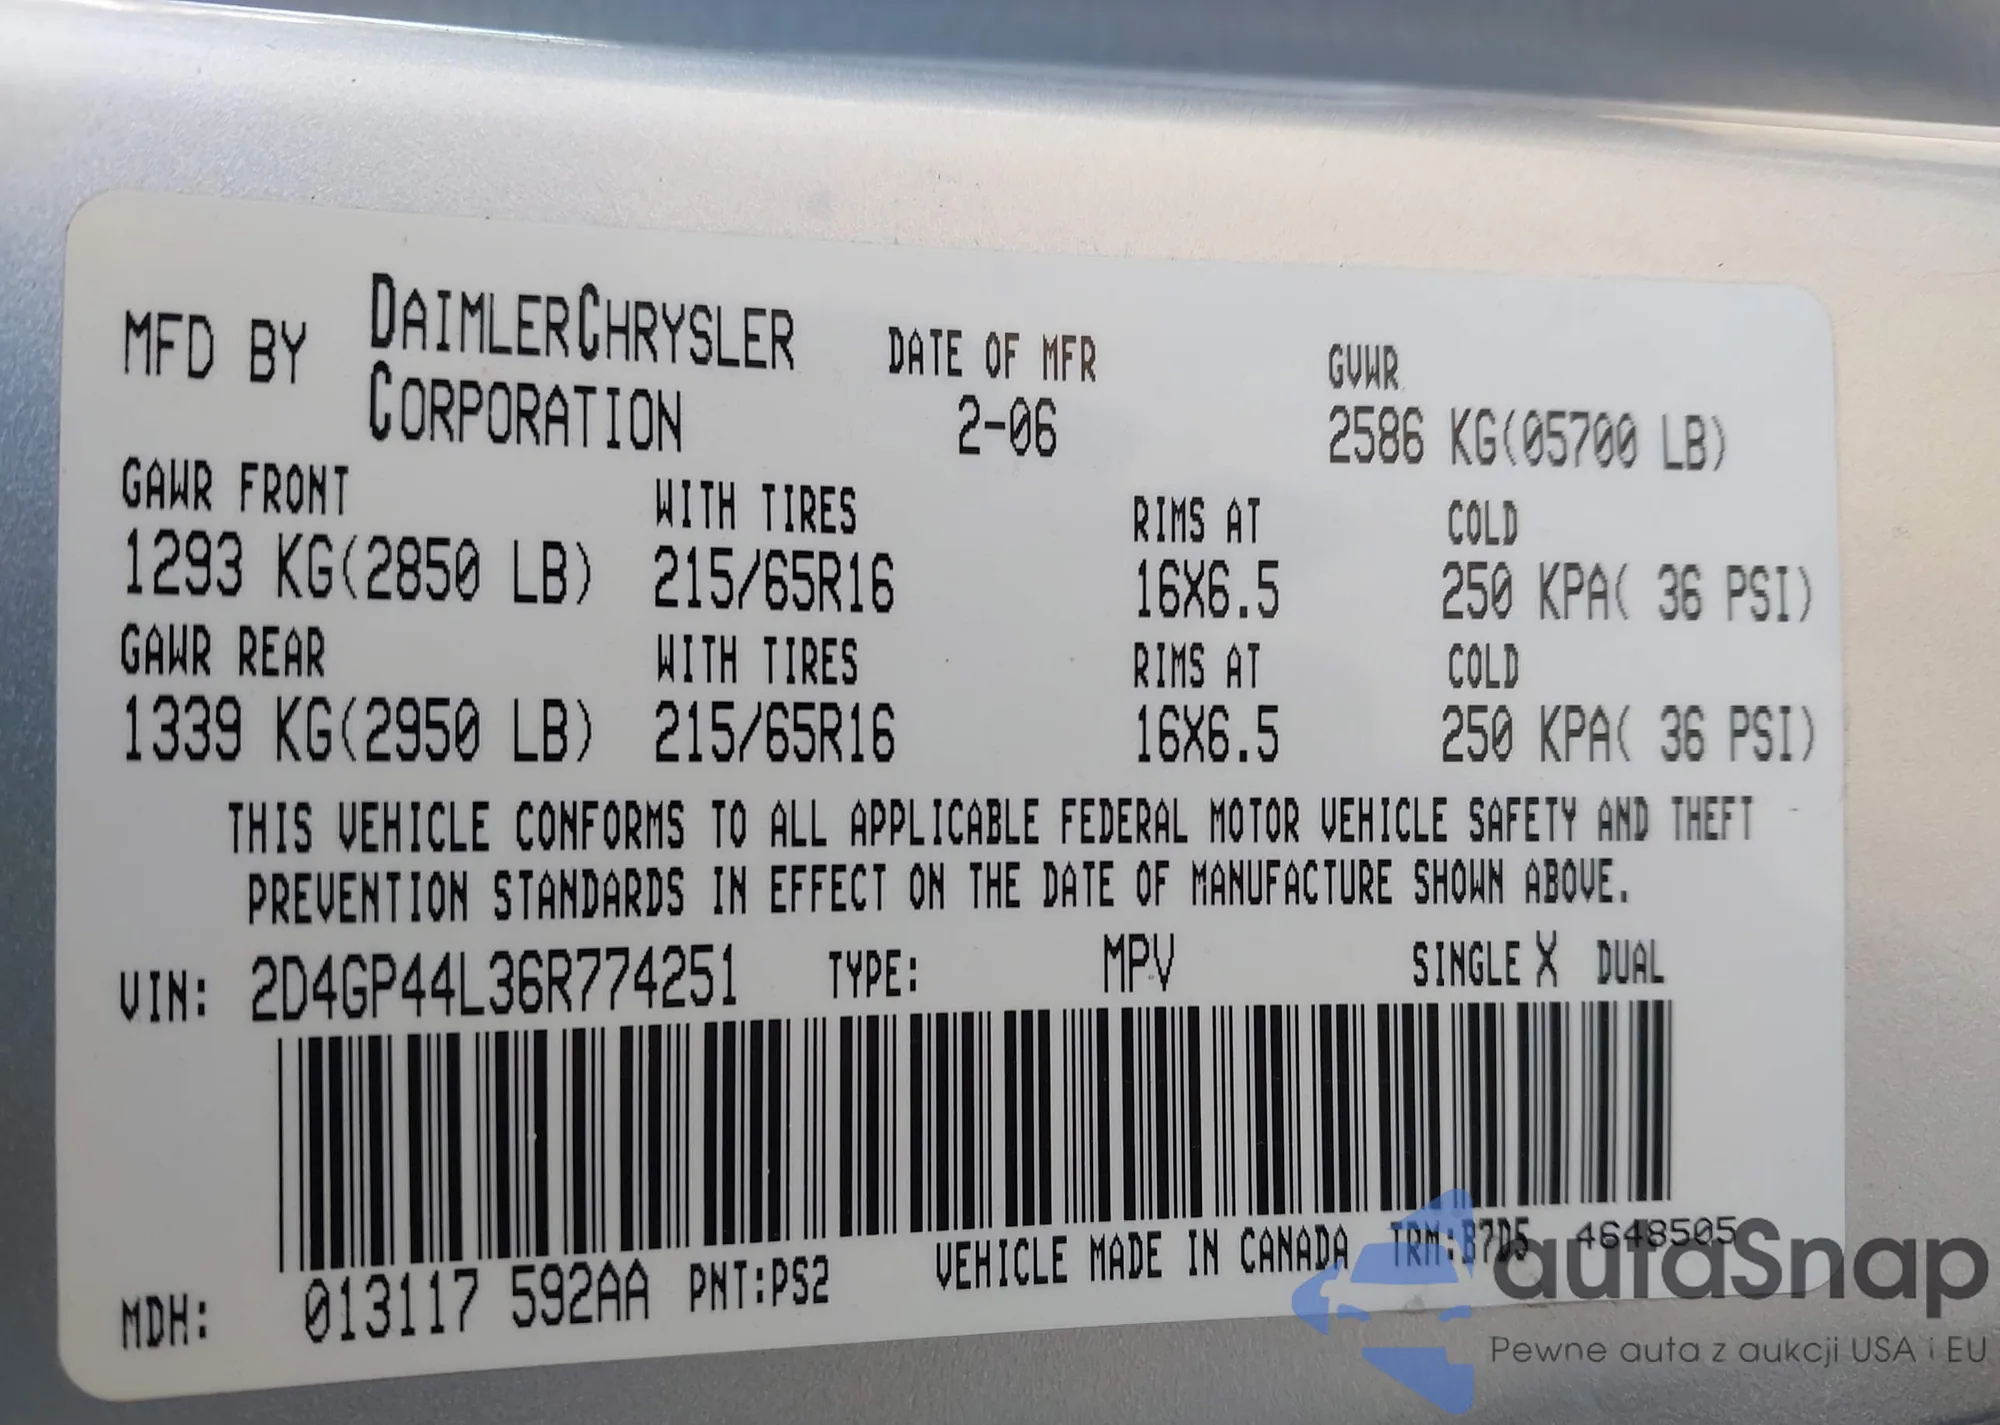 MFD BY DAIMLERCHRYSLER CORPORATION
DATE OF MFR
2-06
GVWR
2586 KG(05700 LB)
GAWR FRONT WITH TIRES RIMS AT COLD
1293 KG(2850 LB) 215/65R16 16X6.5 250 KPA( 36 PSI)
GAWR REAR WITH TIRES RIMS AT COLD
1339 KG(2950 LB) 215/65R16 16X6.5 250 KPA( 36 PSI)
THIS VEHICLE CONFORMS TO ALL APPLICABLE FEDERAL MOTOR VEHICLE SAFETY AND THEFT
PREVENTION STANDARDS IN EFFECT ON THE DATE OF MANUFACTURE SHOWN ABOVE.
VIN: 2D4GP44L36R774251 TYPE: MPV SINGLE X DUAL
MDH: 013117 592AA PNT:PS2 VEHICLE MADE IN CANADA TRM:B7D5 4648505
autaSnap
Pewne auta z aukcji USA i EU